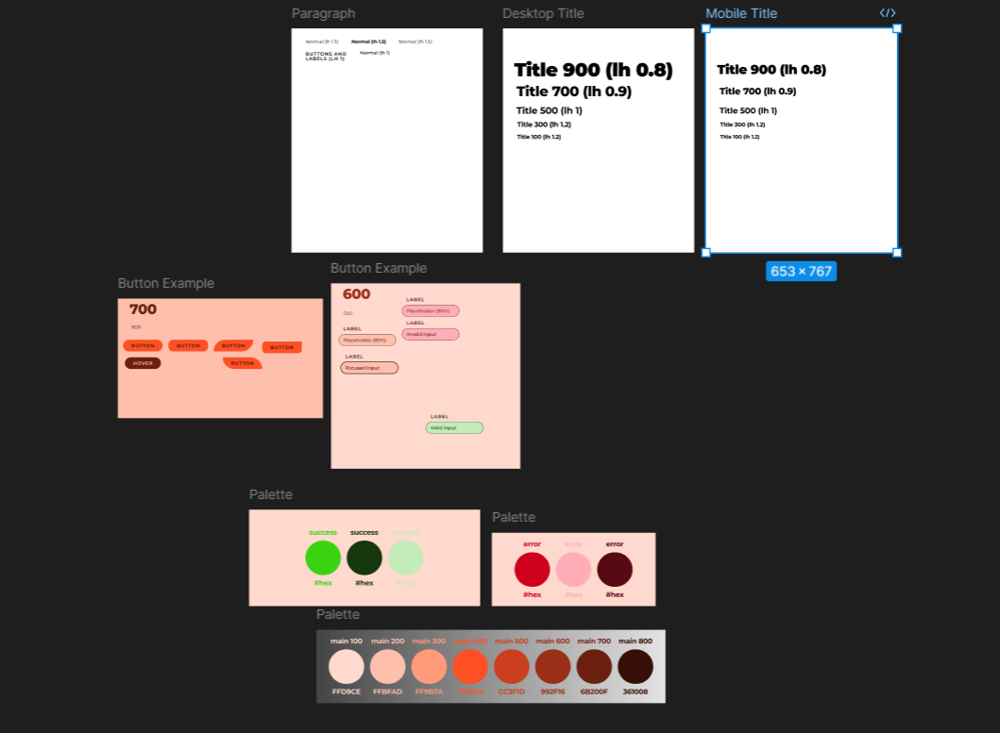 Paragraph
Normal (lh 1.5) Normal (lh 1.5) Normal (lh 1.5)
BUTTONS AND LABELS (LH 1)
Normal (lh 1)
Desktop Title
Title 900 (lh 0.8)
Title 700 (lh 0.9)
Title 500 (lh 1)
Title 300 (lh 1.2)
Title 100 (lh 1.2)
Mobile Title
</>
Title 900 (lh 0.8)
Title 700 (lh 0.9)
Title 500 (lh 1)
Title 300 (lh 1.2)
Title 100 (lh 1.2)
653 × 767
Button Example
700
800
BUTTON BUTTON BUTTON BUTTON
HOVER BUTTON
Button Example
600
700
LABEL
Placeholder (80%)
LABEL
Focused input
LABEL
Placeholder (80%)
LABEL
Invalid input
LABEL
Valid input
Palette
success success success
#hex #hex #hex
Palette
error error error
#hex #hex #hex
Palette
main 100 main 200 main 300 main 400 main 500 main 600 main 700 main 800
FFD9CE FFBFAD FF9B7A CC3F1D 992F16 6B200F 361008